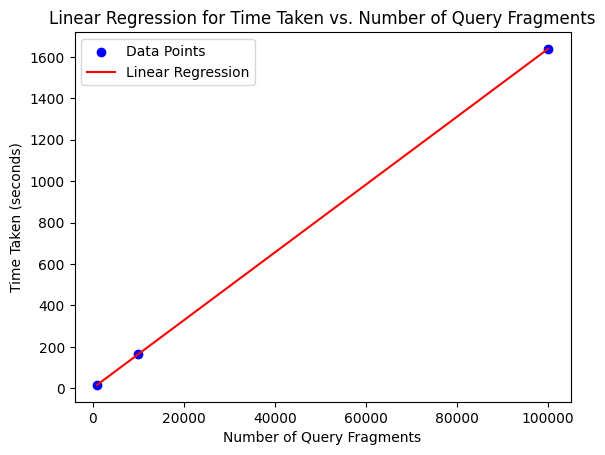 Linear Regression for Time Taken vs. Number of Query Fragments
Data Points
Linear Regression
Time Taken (seconds)
1600
1400
1200
1000
800
600
400
200
0
0 20000 40000 60000 80000 100000
Number of Query Fragments